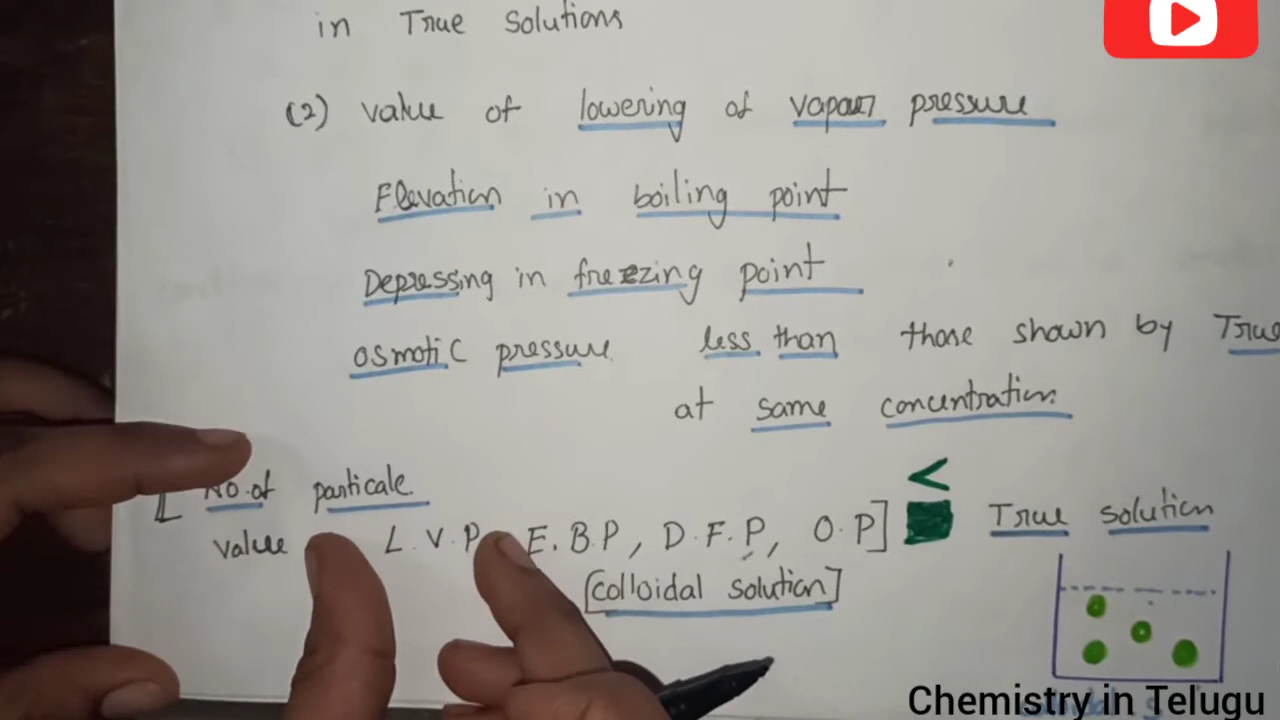 in True Solutions
(2) value of lowering of vapour pressure
Elevation in boiling point
Depressing in freezing point
osmotic pressure less than those shown by True
at same concentration.
[ No. of particale
<
value L.V.P E.B.P, D.F.P, O.P] True solution
[colloidal solution]
Chemistry in Telugu